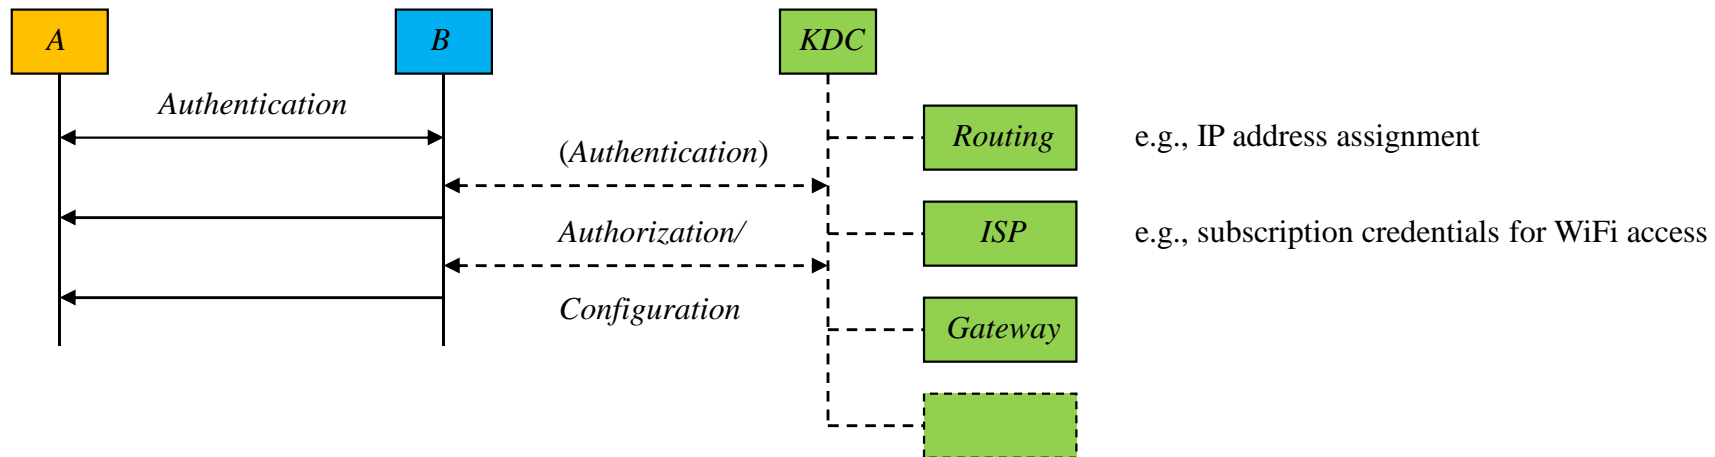 A
B
KDC
Authentication
Routing
e.g., IP address assignment
(Authentication)
ISP
e.g., subscription credentials for WiFi access
Authorization/
Configuration
Gateway